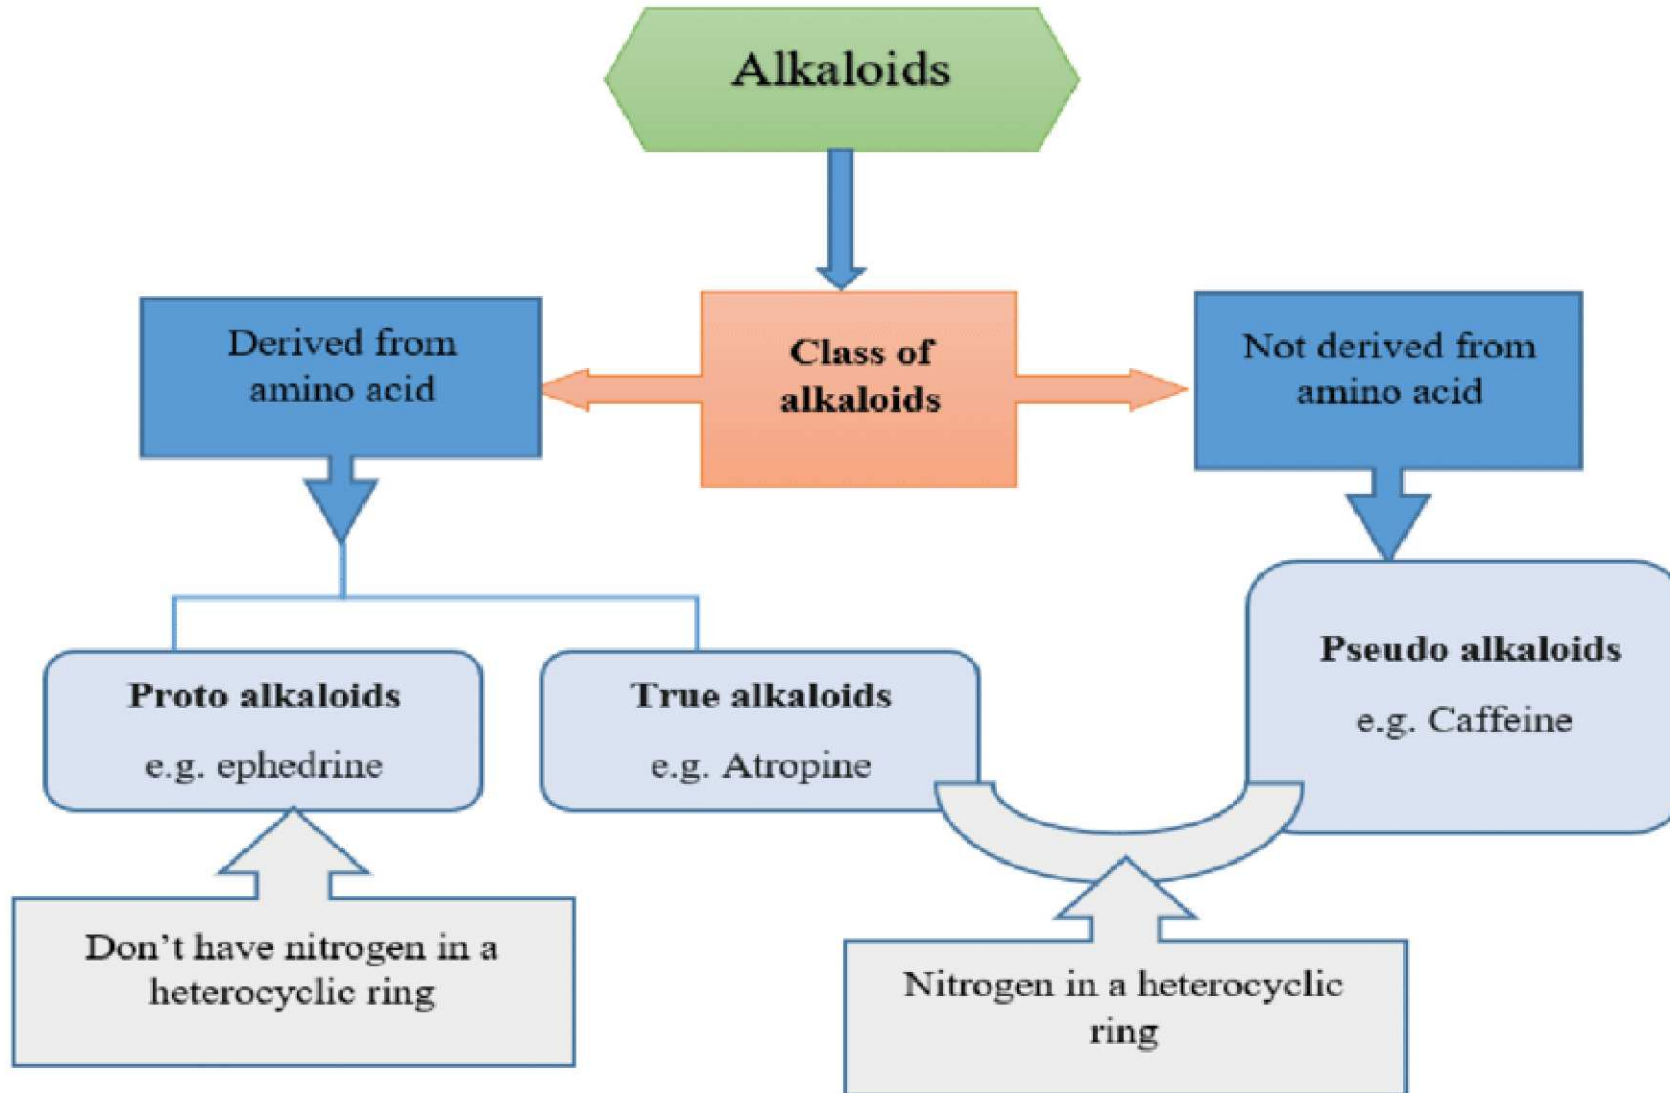 Alkaloids
Derived from
amino acid
Class of
alkaloids
Not derived from
amino acid
Proto alkaloids
e.g. ephedrine
True alkaloids
e.g. Atropine
Pseudo alkaloids
e.g. Caffeine
Don’t have nitrogen in a
heterocyclic ring
Nitrogen in a heterocyclic
ring